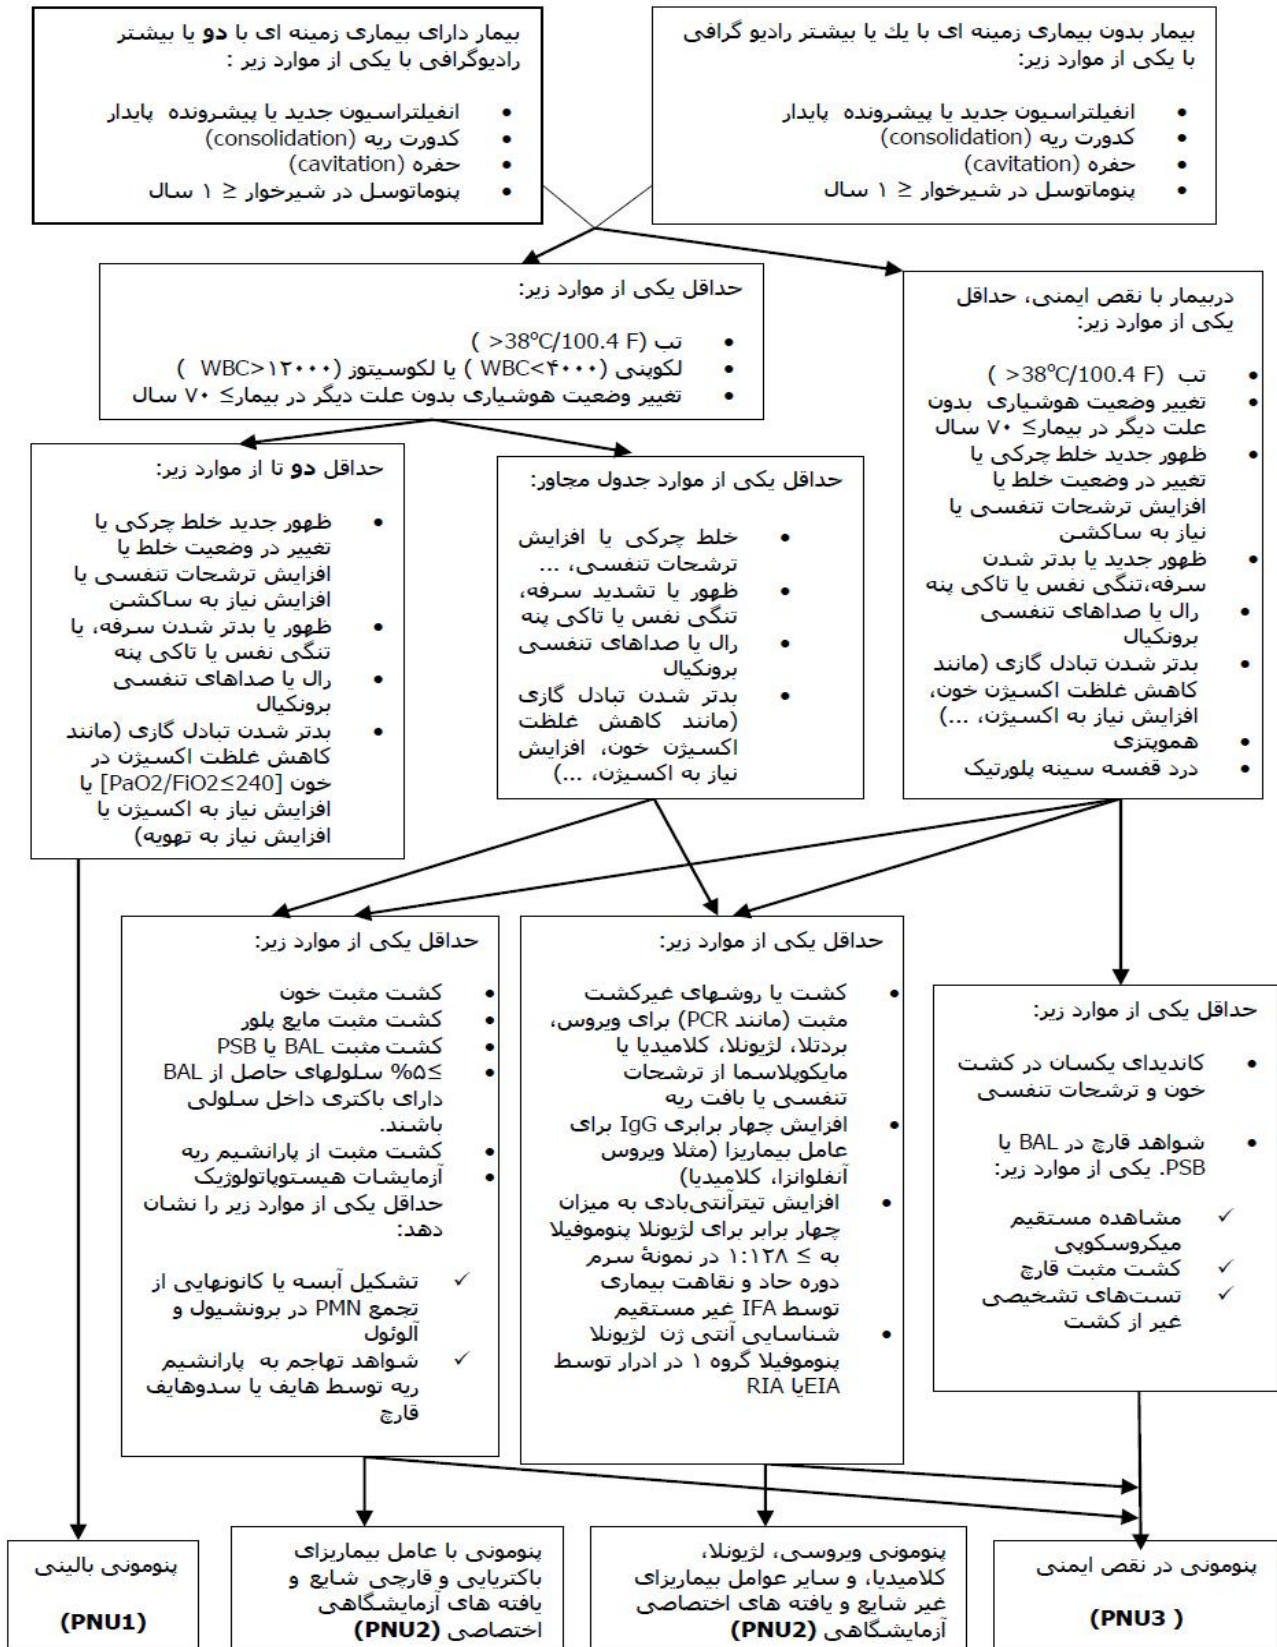 بیمار بدون بیماری زمینه ای با یك یا بیشتر رادیو گرافی
با یکی از موارد زیر:
• انفیلتراسیون جدید یا پیشرونده پایدار
• کدورت ریه (consolidation)
• حفره (cavitation)
• پنوماتوسل در شیرخوار ≥ ۱ سال
بیمار دارای بیماری زمینه ای با دو یا بیشتر
رادیوگرافی با یکی از موارد زیر :
• انفیلتراسیون جدید یا پیشرونده پایدار
• کدورت ریه (consolidation)
• حفره (cavitation)
• پنوماتوسل در شیرخوار ≥ ۱ سال
دربیمار با نقص ایمنی، حداقل
یکی از موارد زیر:
• تب (>38°C/100.4 F )
• تغییر وضعیت هوشیاری بدون
علت دیگر در بیمار≤ ۷۰ سال
• ظهور جدید خلط چرکی یا
تغییر در وضعیت خلط یا
افزایش ترشحات تنفسی یا
نیاز به ساکشن
• ظهور جدید یا بدتر شدن
سرفه،تنگی نفس یا تاکی پنه
• رال یا صداهای تنفسی
برونکیال
• بدتر شدن تبادل گازی (مانند
کاهش غلظت اکسیژن خون،
افزایش نیاز به اکسیژن، ...)
• هموپتزی
• درد قفسه سینه پلورتیک
حداقل یکی از موارد زیر:
• تب (>38°C/100.4 F )
• لکوپنی (WBC<۴۰۰۰ ) یا لکوسیتوز (WBC>۱۲۰۰۰ )
• تغییر وضعیت هوشیاری بدون علت دیگر در بیمار≤ ۷۰ سال
حداقل یکی از موارد جدول مجاور:
• خلط چرکی یا افزایش
ترشحات تنفسی، ...
• ظهور یا تشدید سرفه،
تنگی نفس یا تاکی پنه
• رال یا صداهای تنفسی
برونکیال
• بدتر شدن تبادل گازی
(مانند کاهش غلظت
اکسیژن خون، افزایش
نیاز به اکسیژن، ...)
حداقل دو تا از موارد زیر:
• ظهور جدید خلط چرکی یا
تغییر در وضعیت خلط یا
افزایش ترشحات تنفسی یا
افزایش نیاز به ساکشن
• ظهور یا بدتر شدن سرفه، یا
تنگی نفس یا تاکی پنه
• رال یا صداهای تنفسی
برونکیال
• بدتر شدن تبادل گازی (مانند
کاهش غلظت اکسیژن در
خون [PaO2/FiO2≤240] یا
افزایش نیاز به اکسیژن یا
افزایش نیاز به تهویه)
حداقل یکی از موارد زیر:
• کاندیدای یکسان در کشت
خون و ترشحات تنفسی
• شواهد قارچ در BAL یا
PSB. یکی از موارد زیر:
✓ مشاهده مستقیم
میکروسکوپی
✓ کشت مثبت قارچ
✓ تست‌های تشخیصی
غیر از کشت
حداقل یکی از موارد زیر:
• کشت یا روشهای غیرکشت
مثبت (مانند PCR) برای ویروس،
بردتلا، لژیونلا، کلامیدیا یا
مایکوپلاسما از ترشحات
تنفسی یا بافت ریه
• افزایش چهار برابری IgG برای
عامل بیماریزا (مثلا ویروس
آنفلوانزا، کلامیدیا)
• افزایش تیترآنتی‌بادی به میزان
چهار برابر برای لژیونلا پنوموفیلا
به ≤ ۱:۱۲۸ در نمونۀ سرم
دوره حاد و نقاهت بیماری
توسط IFA غیر مستقیم
• شناسایی آنتی ژن لژیونلا
پنوموفیلا گروه ۱ در ادرار توسط
EIAیا RIA
حداقل یکی از موارد زیر:
• کشت مثبت خون
• کشت مثبت مایع پلور
• کشت مثبت BAL یا PSB
• ≤۵% سلولهای حاصل از BAL
دارای باکتری داخل سلولی
باشند.
• کشت مثبت از پارانشیم ریه
• آزمایشات هیستوپاتولوژیک
حداقل یکی از موارد زیر را نشان
دهد:
✓ تشکیل آبسه یا کانونهایی از
تجمع PMN در برونشیول و
آلوئول
✓ شواهد تهاجم به پارانشیم
ریه توسط هایف یا سدوهایف
قارچ
پنومونی در نقص ایمنی
(PNU3 )
پنومونی ویروسی، لژیونلا،
کلامیدیا، و سایر عوامل بیماریزای
غیر شایع و یافته های اختصاصی
آزمایشگاهی (PNU2)
پنومونی با عامل بیماریزای
باکتریایی و قارچی شایع و
یافته های آزمایشگاهی
اختصاصی (PNU2)
پنومونی بالینی
(PNU1)